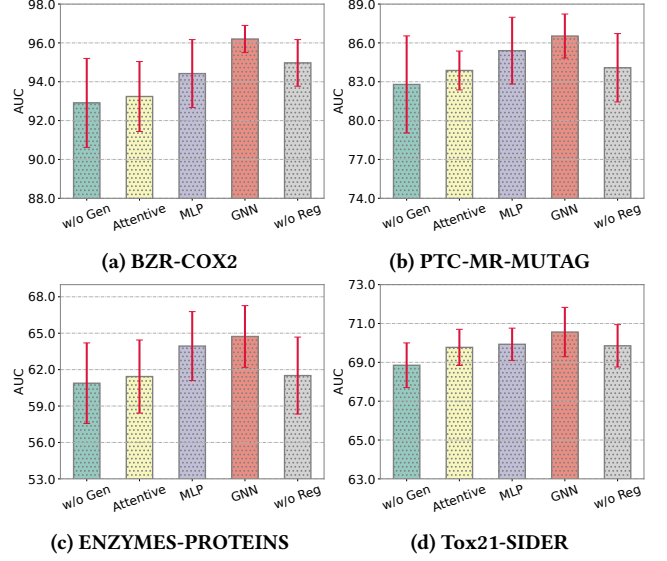 98.0
96.0
94.0
92.0
90.0
88.0
AUC
w/o Gen
Attentive
MLP
GNN
w/o Reg
(a) BZR-COX2
89.0
86.0
83.0
80.0
77.0
74.0
AUC
w/o Gen
Attentive
MLP
GNN
w/o Reg
(b) PTC-MR-MUTAG
68.0
65.0
62.0
59.0
56.0
53.0
AUC
w/o Gen
Attentive
MLP
GNN
w/o Reg
(c) ENZYMES-PROTEINS
73.0
71.0
69.0
67.0
65.0
63.0
AUC
w/o Gen
Attentive
MLP
GNN
w/o Reg
(d) Tox21-SIDER